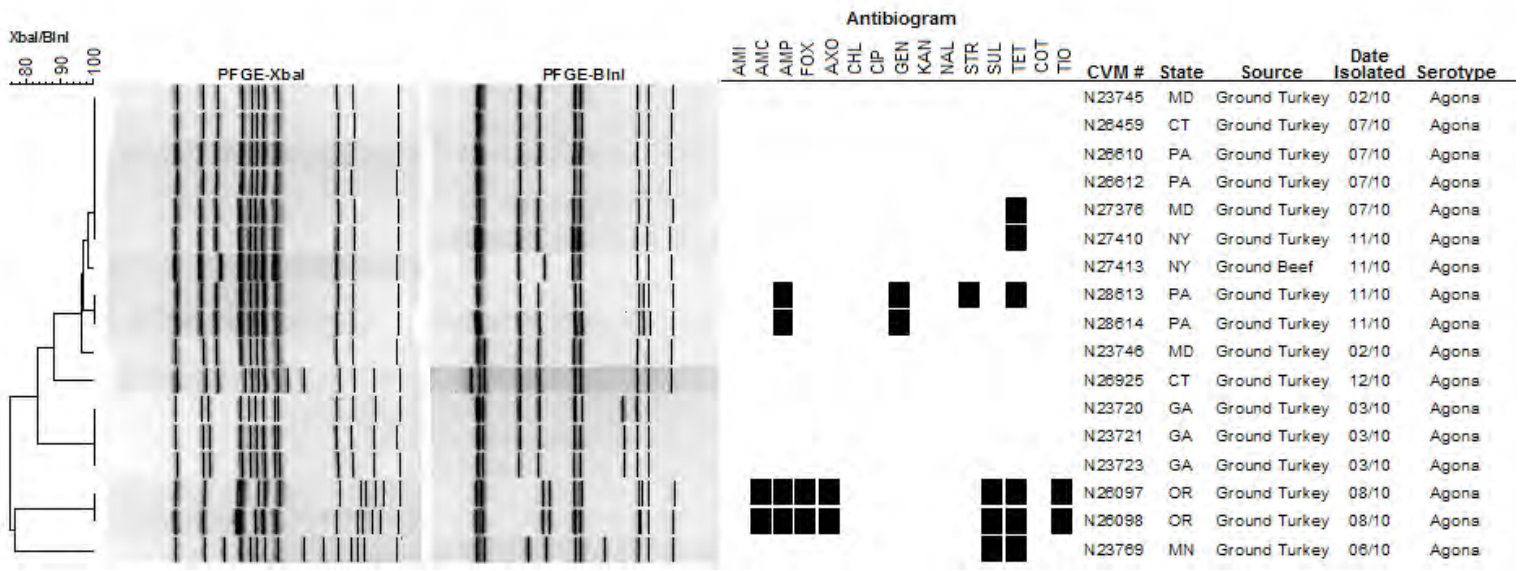 Antibiogram
XbaI/BlnI
80 90 100
PFGE-XbaI PFGE-BlnI
AMI AMC AMP FOX AXO CHL CIP GEN KAN NAL STR SUL TET COT TIO
CVM # State Source Date Isolated Serotype
N23745 MD Ground Turkey 02/10 Agona
N26459 CT Ground Turkey 07/10 Agona
N26610 PA Ground Turkey 07/10 Agona
N26612 PA Ground Turkey 07/10 Agona
N27376 MD Ground Turkey 07/10 Agona
N27410 NY Ground Turkey 11/10 Agona
N27413 NY Ground Beef 11/10 Agona
N28613 PA Ground Turkey 11/10 Agona
N28614 PA Ground Turkey 11/10 Agona
N23746 MD Ground Turkey 02/10 Agona
N26925 CT Ground Turkey 12/10 Agona
N23720 GA Ground Turkey 03/10 Agona
N23721 GA Ground Turkey 03/10 Agona
N23723 GA Ground Turkey 03/10 Agona
N26097 OR Ground Turkey 08/10 Agona
N26098 OR Ground Turkey 08/10 Agona
N23769 MN Ground Turkey 06/10 Agona